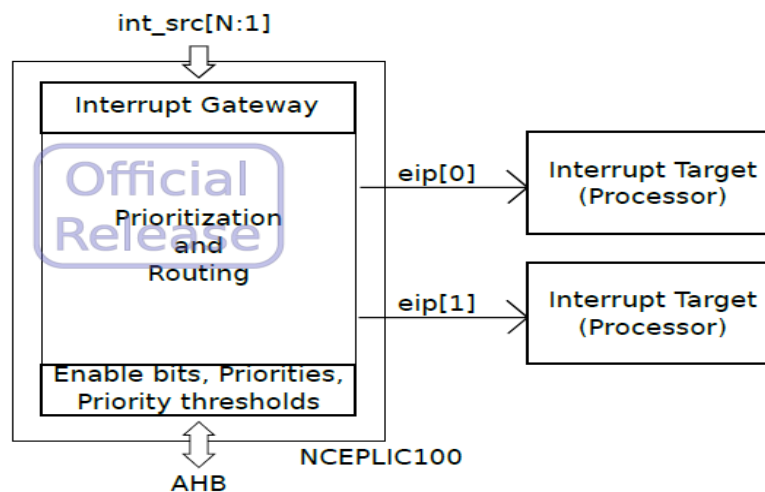 int_src[N:1]
Interrupt Gateway
Official
Release
Prioritization
and
Routing
eip[0]
Interrupt Target
(Processor)
eip[1]
Interrupt Target
(Processor)
Enable bits, Priorities,
Priority thresholds
NCEPLIC100
AHB